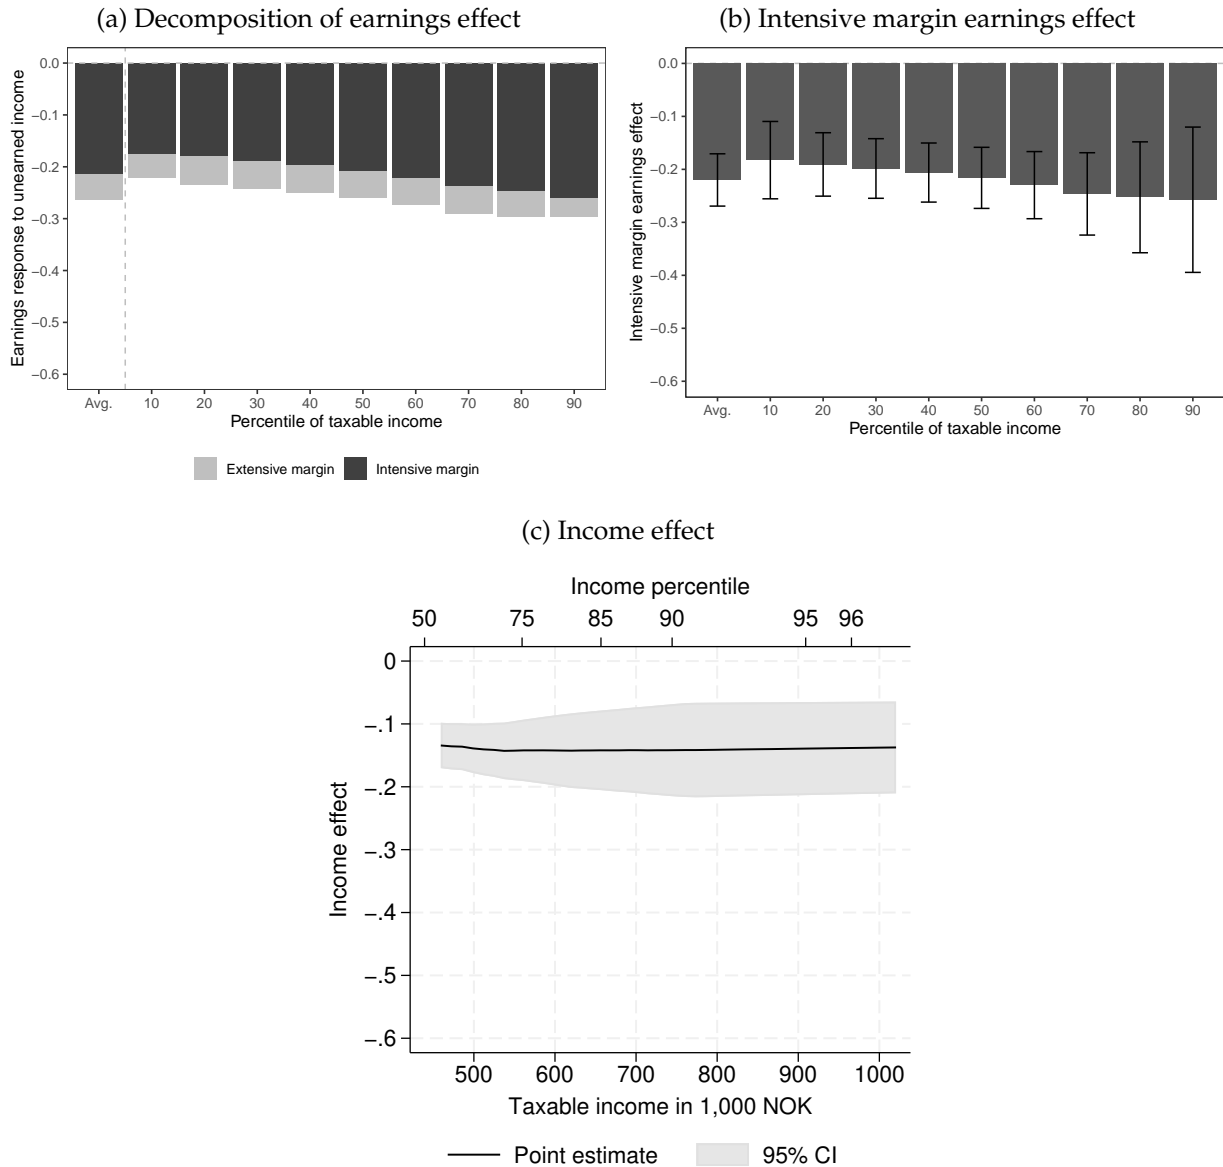 (a) Decomposition of earnings effect
Earnings response to unearned income
0.0
−0.1
−0.2
−0.3
−0.4
−0.5
−0.6
Avg. 10 20 30 40 50 60 70 80 90
Percentile of taxable income
Extensive margin Intensive margin
(b) Intensive margin earnings effect
Intensive margin earnings effect
0.0
−0.1
−0.2
−0.3
−0.4
−0.5
−0.6
Avg. 10 20 30 40 50 60 70 80 90
Percentile of taxable income
(c) Income effect
Income percentile
50 75 85 90 95 96
Income effect
0
−.1
−.2
−.3
−.4
−.5
−.6
500 600 700 800 900 1000
Taxable income in 1,000 NOK
Point estimate 95% CI